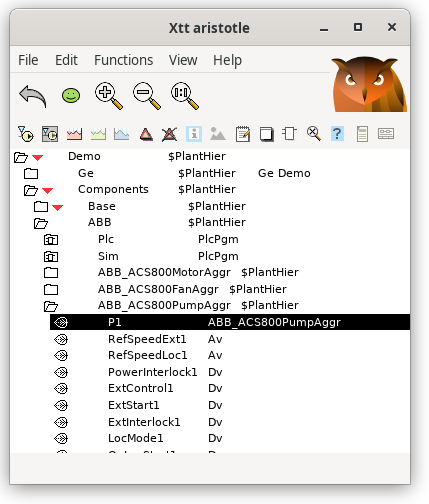 Xtt aristotle
File Edit Functions View Help
Demo $PlantHier
Ge $PlantHier Ge Demo
Components $PlantHier
Base $PlantHier
ABB $PlantHier
Plc PlcPgm
Sim PlcPgm
ABB_ACS800MotorAggr $PlantHier
ABB_ACS800FanAggr $PlantHier
ABB_ACS800PumpAggr $PlantHier
P1 ABB_ACS800PumpAggr
RefSpeedExt1 Av
RefSpeedLoc1 Av
PowerInterlock1 Dv
ExtControl1 Dv
ExtStart1 Dv
ExtInterlock1 Dv
LocMode1 Dv